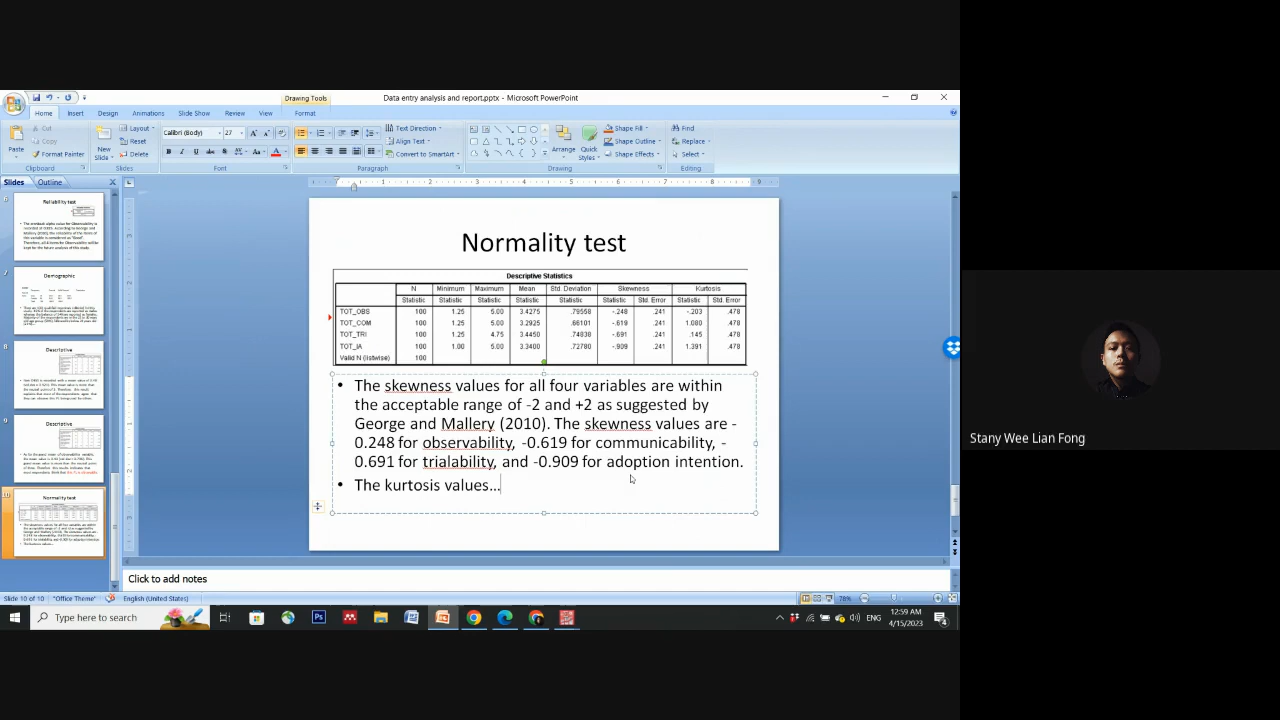 Drawing Tools
Data entry analysis and report.pptx - Microsoft PowerPoint
Home Insert Design Animations Slide Show Review View Format
Paste
Cut
Copy
Format Painter
Clipboard
New Slide
Layout
Reset
Delete
Slides
Calibri (Body) 27
Font
Text Direction
Align Text
Convert to SmartArt
Paragraph
Arrange
Quick Styles
Shape Fill
Shape Outline
Shape Effects
Drawing
Find
Replace
Select
Editing
Slides Outline
Reliability test
7
Demographic
8
Descriptive
9
Descriptive
10
Normality test
Normality test
Descriptive Statistics
N Minimum Maximum Mean Std. Deviation Skewness Kurtosis
Statistic Statistic Statistic Statistic Statistic Statistic Std. Error Statistic Std. Error
TOT_OBS 100 1.25 5.00 3.4275 .79558 -.248 .241 -.203 .478
TOT_COM 100 1.25 5.00 3.2925 .66101 -.619 .241 1.080 .478
TOT_TRI 100 1.25 4.75 3.4450 .74838 -.691 .241 .145 .478
TOT_IA 100 1.00 5.00 3.3400 .72780 -.909 .241 1.391 .478
Valid N (listwise) 100
• The skewness values for all four variables are within
the acceptable range of -2 and +2 as suggested by
George and Mallery (2010). The skewness values are -
0.248 for observability, -0.619 for communicability, -
0.691 for trialability, and -0.909 for adoption intention.
• The kurtosis values...
Click to add notes
Slide 10 of 10 "Office Theme" English (United States) 78%
Type here to search
ENG
12:59 AM
4/15/2023
Stany Wee Lian Fong